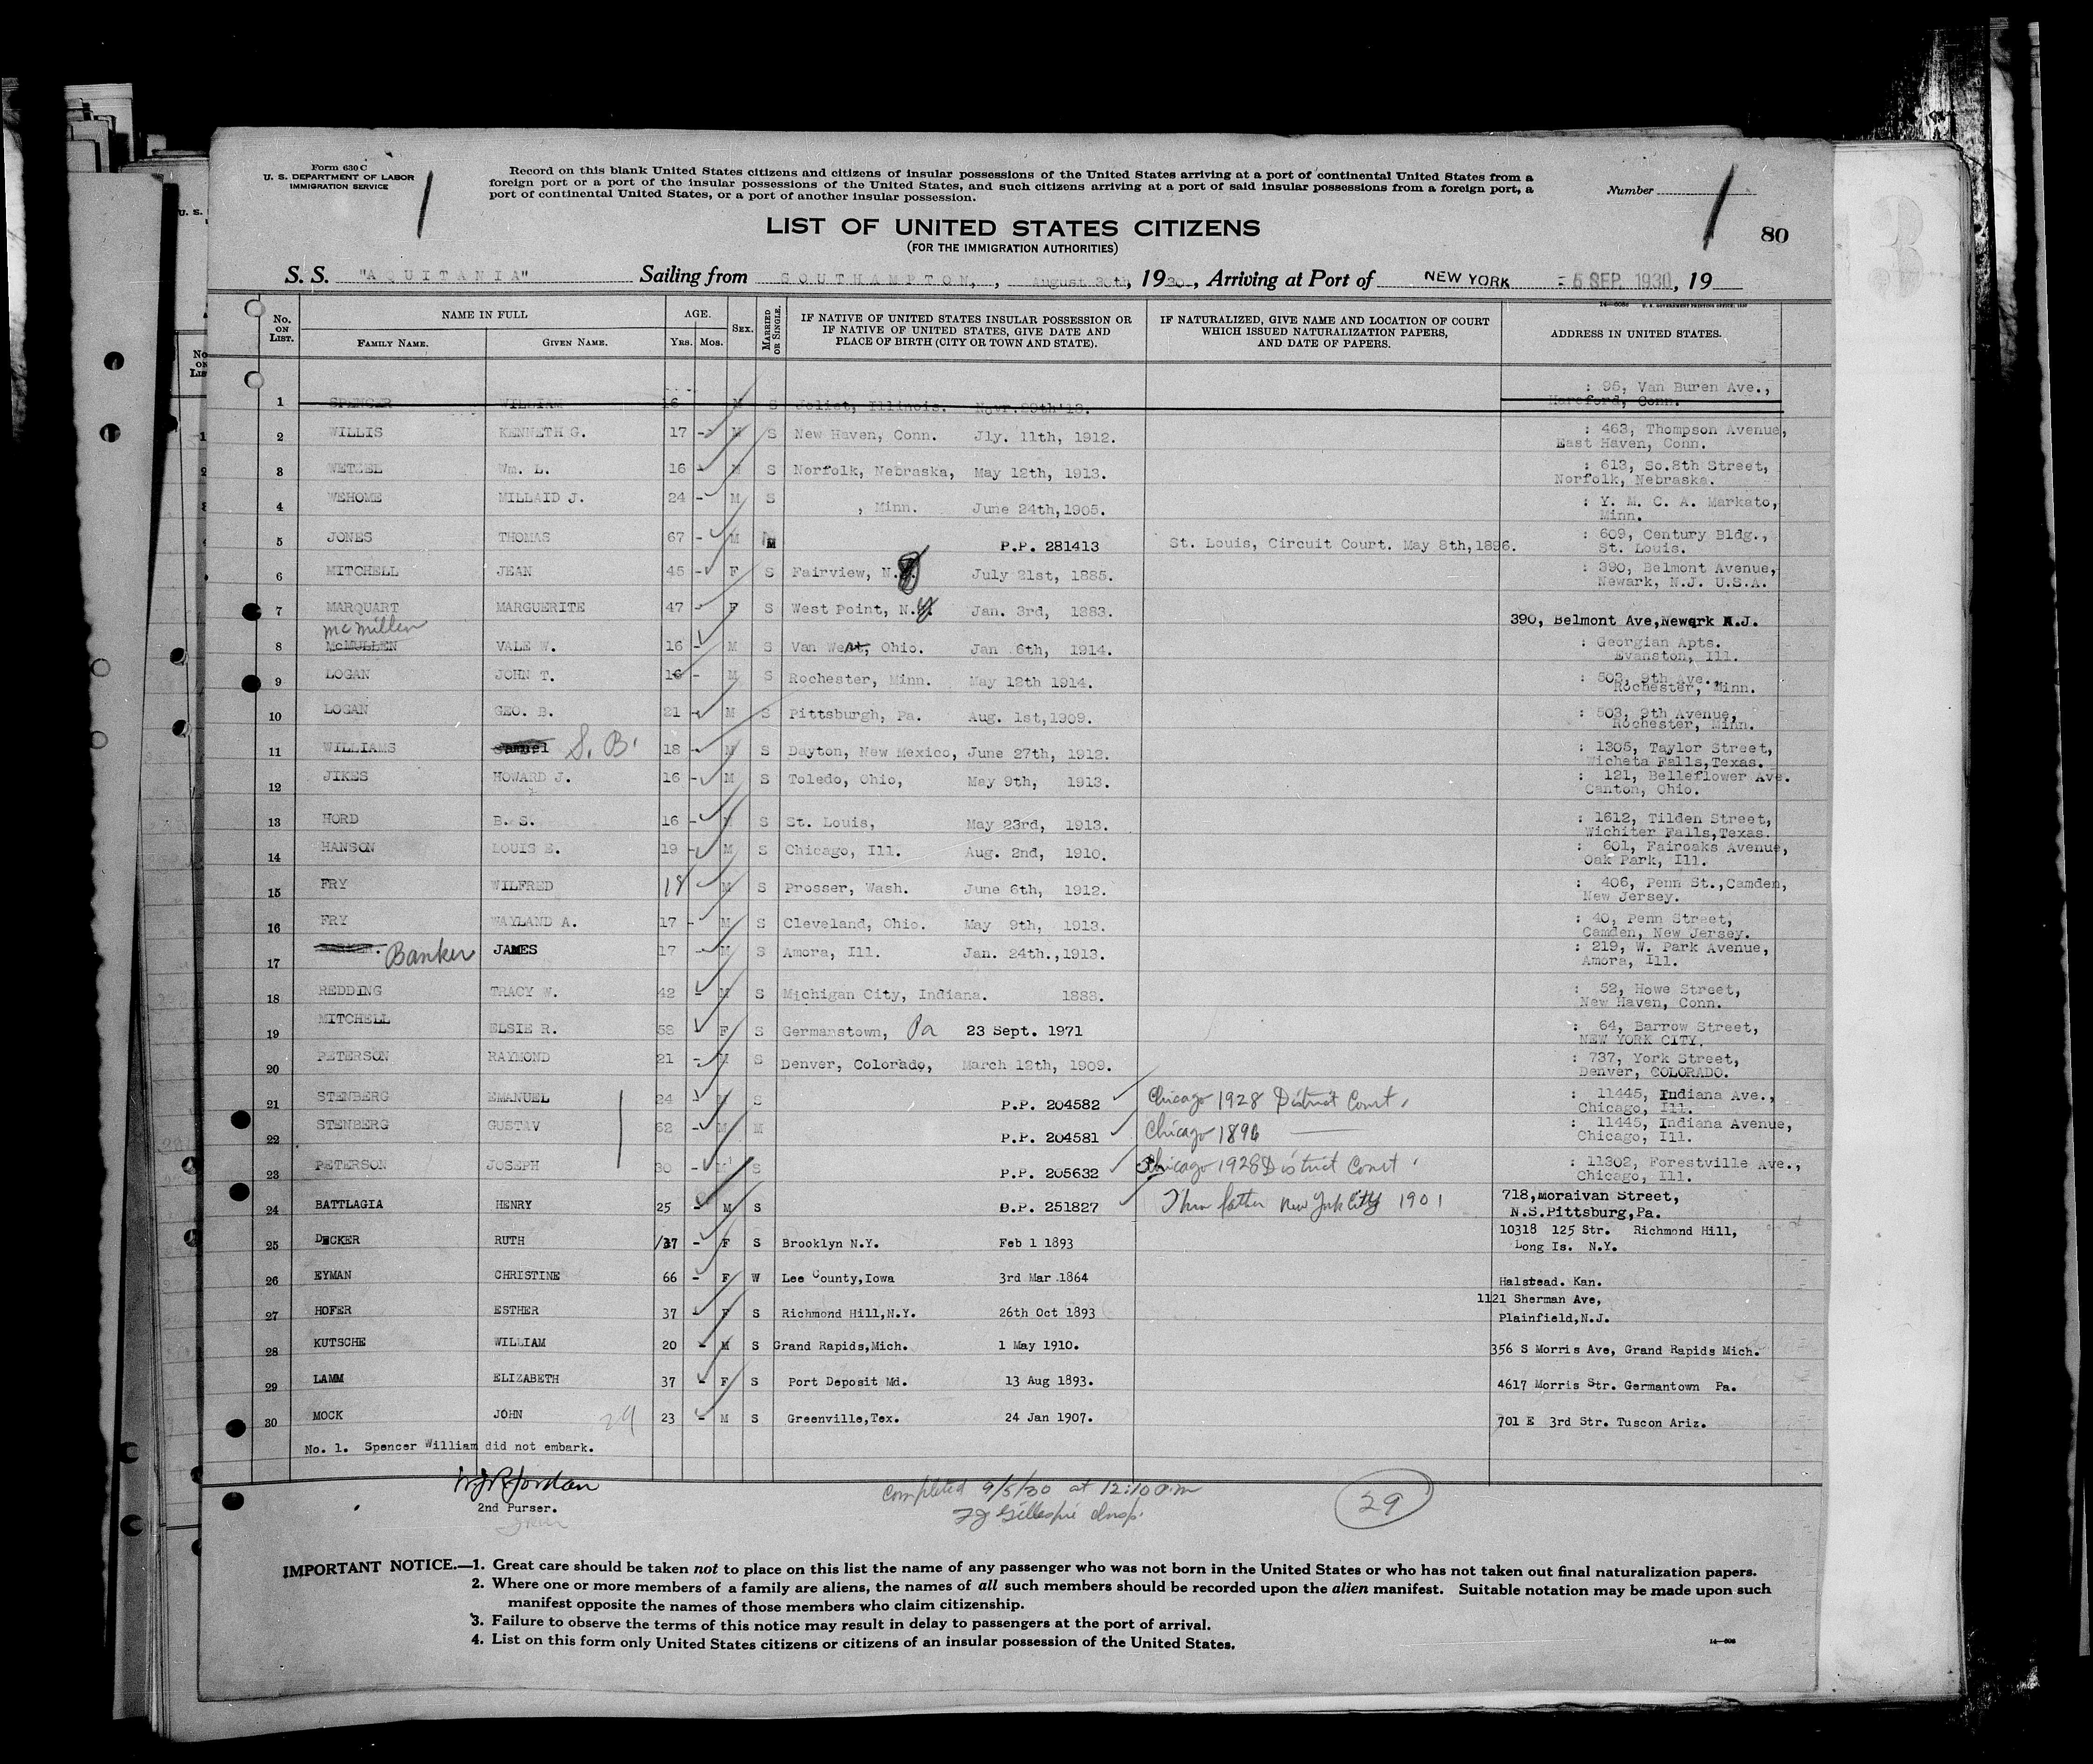 Form 630 C
U. S. DEPARTMENT OF LABOR
IMMIGRATION SERVICE
Record on this blank United States citizens and citizens of insular possessions of the United States arriving at a port of continental United States from a
foreign port or a port of the insular possessions of the United States, and such citizens arriving at a port of said insular possessions from a foreign port, a
port of continental United States, or a port of another insular possession.
Number
LIST OF UNITED STATES CITIZENS
(FOR THE IMMIGRATION AUTHORITIES)
80
S. S. "AQUITANIA" Sailing from SOUTHAMPTON, , August 30th, 1930, Arriving at Port of NEW YORK - 5 SEP 1930, 19
No. ON LIST. NAME IN FULL FAMILY NAME. GIVEN NAME. AGE. Yrs. Mos. SEX. MARRIED OR SINGLE. IF NATIVE OF UNITED STATES INSULAR POSSESSION OR IF NATIVE OF UNITED STATES, GIVE DATE AND PLACE OF BIRTH (CITY OR TOWN AND STATE). IF NATURALIZED, GIVE NAME AND LOCATION OF COURT WHICH ISSUED NATURALIZATION PAPERS, AND DATE OF PAPERS. ADDRESS IN UNITED STATES.
1 SPENCER WILLIAM 16 M S Joliet, Illinois. Novr.29th'13. : 95, Van Buren Ave., Hartford, Conn.
2 WILLIS KENNETH G. 17 - M S New Haven, Conn. Jly. 11th, 1912. : 463, Thompson Avenue, East Haven, Conn.
3 WETZEL Wm. L. 16 - M S Norfolk, Nebraska, May 12th, 1913. : 613, So.8th Street, Norfolk, Nebraska.
4 WEHOME MILLAID J. 24 - M S , Minn. June 24th,1905. : Y. M. C. A. Markato, Minn.
5 JONES THOMAS 67 - M M P.P. 281413 St. Louis, Circuit Court. May 8th,1896. : 609, Century Bldg., St. Louis.
6 MITCHELL JEAN 45 - F S Fairview, N.J. July 21st, 1885. : 390, Belmont Avenue, Newark, N.J. U.S.A.
7 MARQUART MARGUERITE 47 - F S West Point, N.Y. Jan. 3rd, 1883. 390, Belmont Ave,Newark N.J.
McMillen
8 McMULLEN VALE W. 16 - M S Van Wert, Ohio. Jan 6th, 1914. : Georgian Apts. Evanston, Ill.
9 LOGAN JOHN T. 16 - M S Rochester, Minn. May 12th 1914. : 503, 9th Ave., Rochester, Minn.
10 LOGAN GEO. B. 21 - M S Pittsburgh, Pa. Aug. 1st,1909. : 503, 9th Avenue, Rochester, Minn.
11 WILLIAMS Samuel S. B. 18 - M S Dayton, New Mexico, June 27th, 1912. : 1305, Taylor Street, Wicheta Falls,Texas.
12 JIKES HOWARD J. 16 - M S Toledo, Ohio, May 9th, 1913. : 121, Belleflower Ave. Canton, Ohio.
13 HORD B. S. 16 - M S St. Louis, May 23rd, 1913. : 1612, Tilden Street, Wichiter Falls,Texas.
14 HANSON LOUIS E. 19 - M S Chicago, Ill. Aug. 2nd, 1910. : 601, Fairoaks Avenue, Oak Park, Ill.
15 FRY WILFRED 18 M S Prosser, Wash. June 6th, 1912. : 406, Penn St.,Camden, New Jersey.
16 FRY WAYLAND A. 17 - M S Cleveland, Ohio. May 9th, 1913. : 40, Penn Street, Camden, New Jersey.
17 Banker JAMES 17 - M S Amora, Ill. Jan. 24th.,1913. : 219, W. Park Avenue, Amora, Ill.
18 REDDING TRACY W. 42 - M S Michigan City, Indiana. 1888. : 52, Howe Street, New Haven, Conn.
19 MITCHELL ELSIE R. 58 F S Germanstown, Pa 23 Sept. 1971 : 64, Barrow Street, NEW YORK CITY.
20 PETERSON RAYMOND 21 - M S Denver, Colorado, March 12th, 1909. : 737, York Street, Denver, COLORADO.
21 STENBERG EMANUEL 24 M S P.P. 204582 Chicago 1928 District Court. : 11445, Indiana Ave., Chicago, Ill.
22 STENBERG GUSTAV 62 - M M P.P. 204581 Chicago 1896 : 11445, Indiana Avenue, Chicago, Ill.
23 PETERSON JOSEPH 30 - M S P.P. 205632 Chicago 1928 District Court. : 11302, Forestville Ave., Chicago, Ill.
24 BATTLAGIA HENRY 25 - M S P.P. 251827 Thru father New York City 1901 718,Moraivan Street, N.S.Pittsburg,Pa.
25 DECKER RUTH 37 - F S Brooklyn N.Y. Feb 1 1893 10318 125 Str. Richmond Hill, Long Is. N.Y.
26 EYMAN CHRISTINE 66 - F W Lee County,Iowa 3rd Mar 1864 Halstead. Kan.
27 HOFER ESTHER 37 - F S Richmond Hill,N.Y. 26th Oct 1893 1121 Sherman Ave, Plainfield,N.J.
28 KUTSCHE WILLIAM 20 - M S Grand Rapids,Mich. 1 May 1910. 356 S Morris Ave, Grand Rapids Mich.
29 LAMM ELIZABETH 37 - F S Port Deposit Md. 13 Aug 1893. 4617 Morris Str. Germantown Pa.
30 MOCK JOHN 29 23 - M S Greenville,Tex. 24 Jan 1907. 701 E 3rd Str. Tuscon Ariz.
No. 1. Spencer William did not embark.
W J R Jordan
2nd Purser.
Completed 9/5/30 at 12:10 P.M
F J Gillespie Insp.
29
IMPORTANT NOTICE.—1. Great care should be taken not to place on this list the name of any passenger who was not born in the United States or who has not taken out final naturalization papers.
2. Where one or more members of a family are aliens, the names of all such members should be recorded upon the alien manifest. Suitable notation may be made upon such
manifest opposite the names of those members who claim citizenship.
3. Failure to observe the terms of this notice may result in delay to passengers at the port of arrival.
4. List on this form only United States citizens or citizens of an insular possession of the United States.